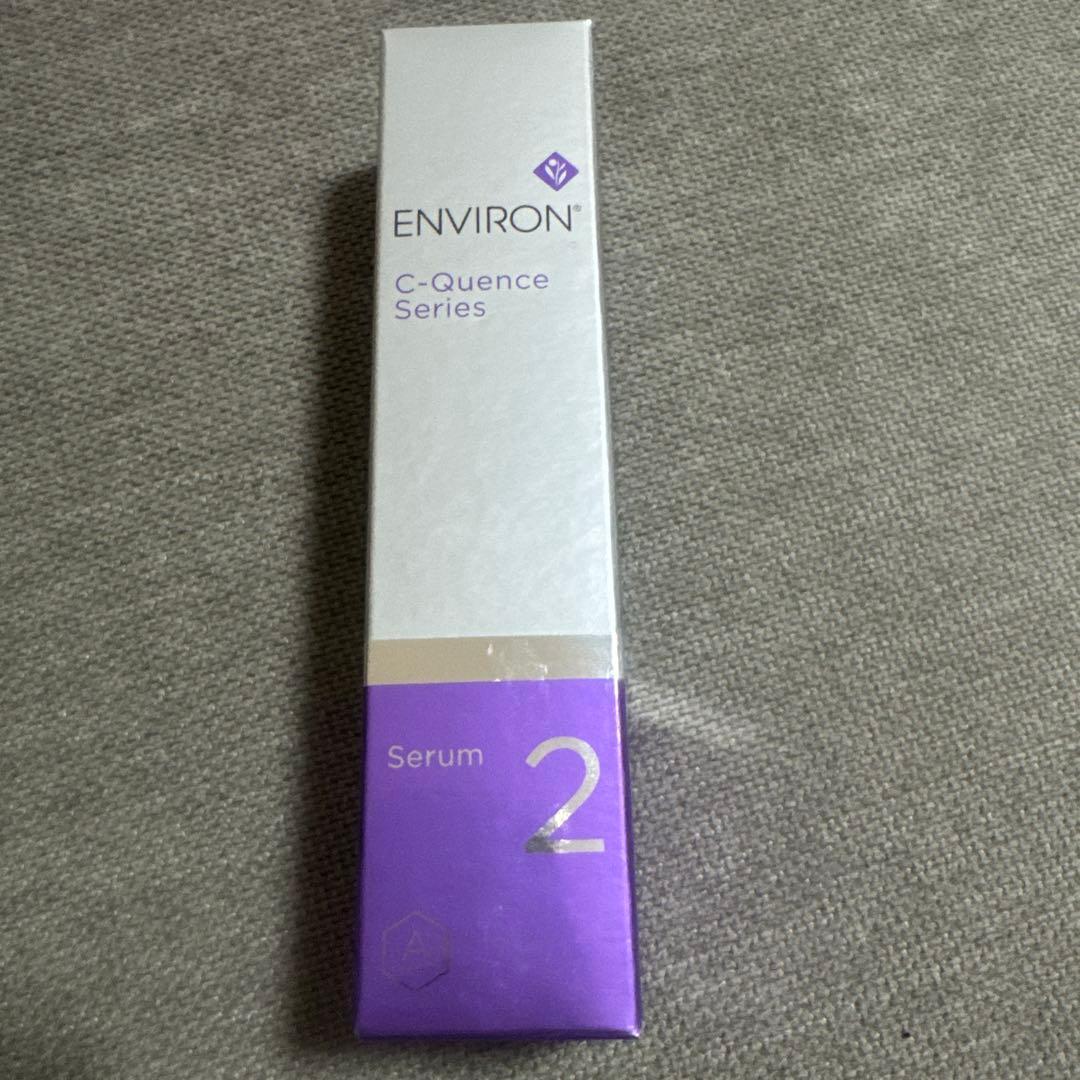 ENVIRON®
C-Quence
Series
Serum 2
A